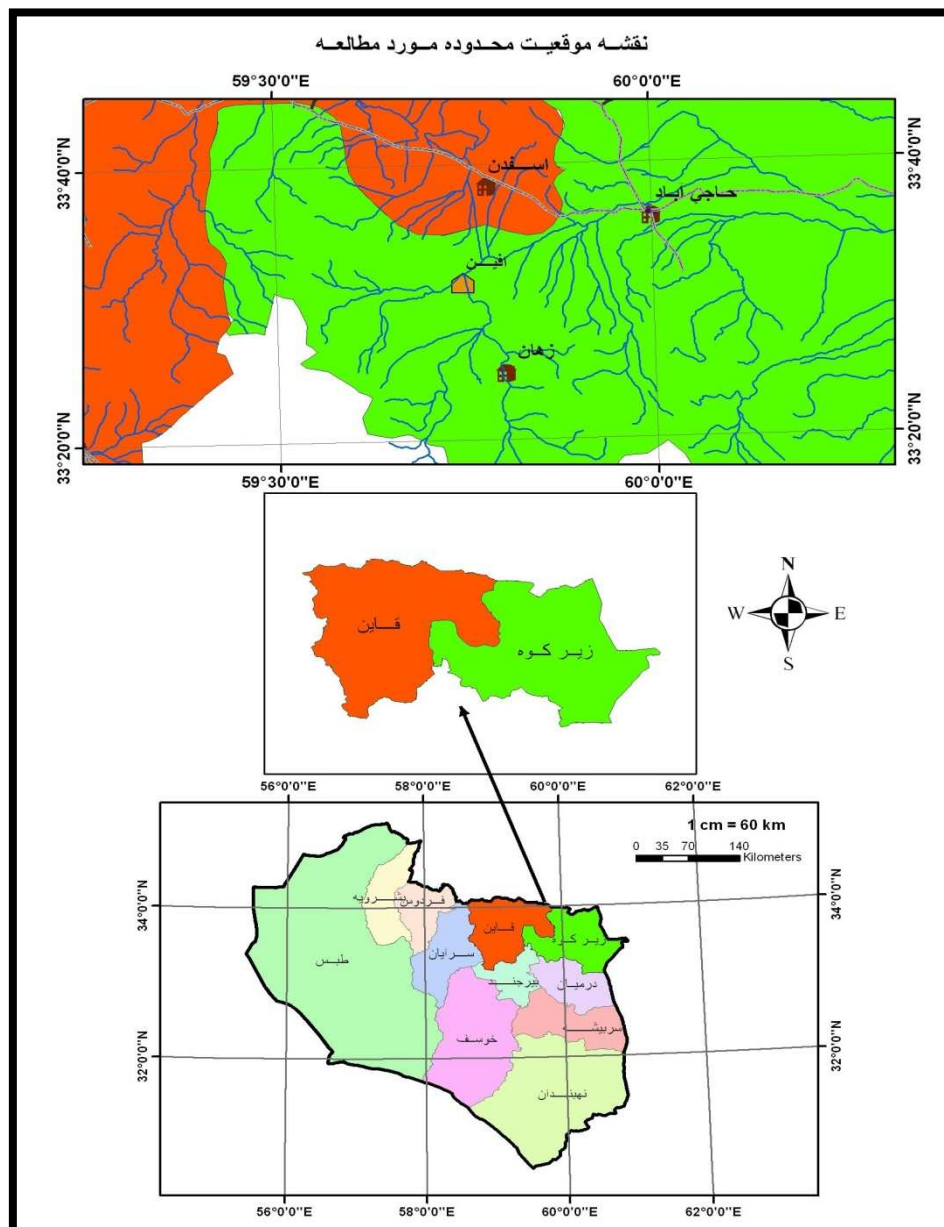 نقشه موقعیت محدوده مورد مطالعه
59°30'0"E 60°0'0"E
33°40'0"N 33°40'0"N
اسفدن
حاجي اباد
افین
زهان
33°20'0"N 33°20'0"N
59°30'0"E 60°0'0"E
قاین
زیر کوه
N
W E
S
56°0'0"E 58°0'0"E 60°0'0"E 62°0'0"E
1 cm = 60 km
0 35 70 140
Kilometers
34°0'0"N 34°0'0"N
بشرویه
فردوس
قاین
زیر کوه
سرایان
طبس
بیرجند
درمیان
سربیشه
خوسف
32°0'0"N 32°0'0"N
نهبندان
56°0'0"E 58°0'0"E 60°0'0"E 62°0'0"E